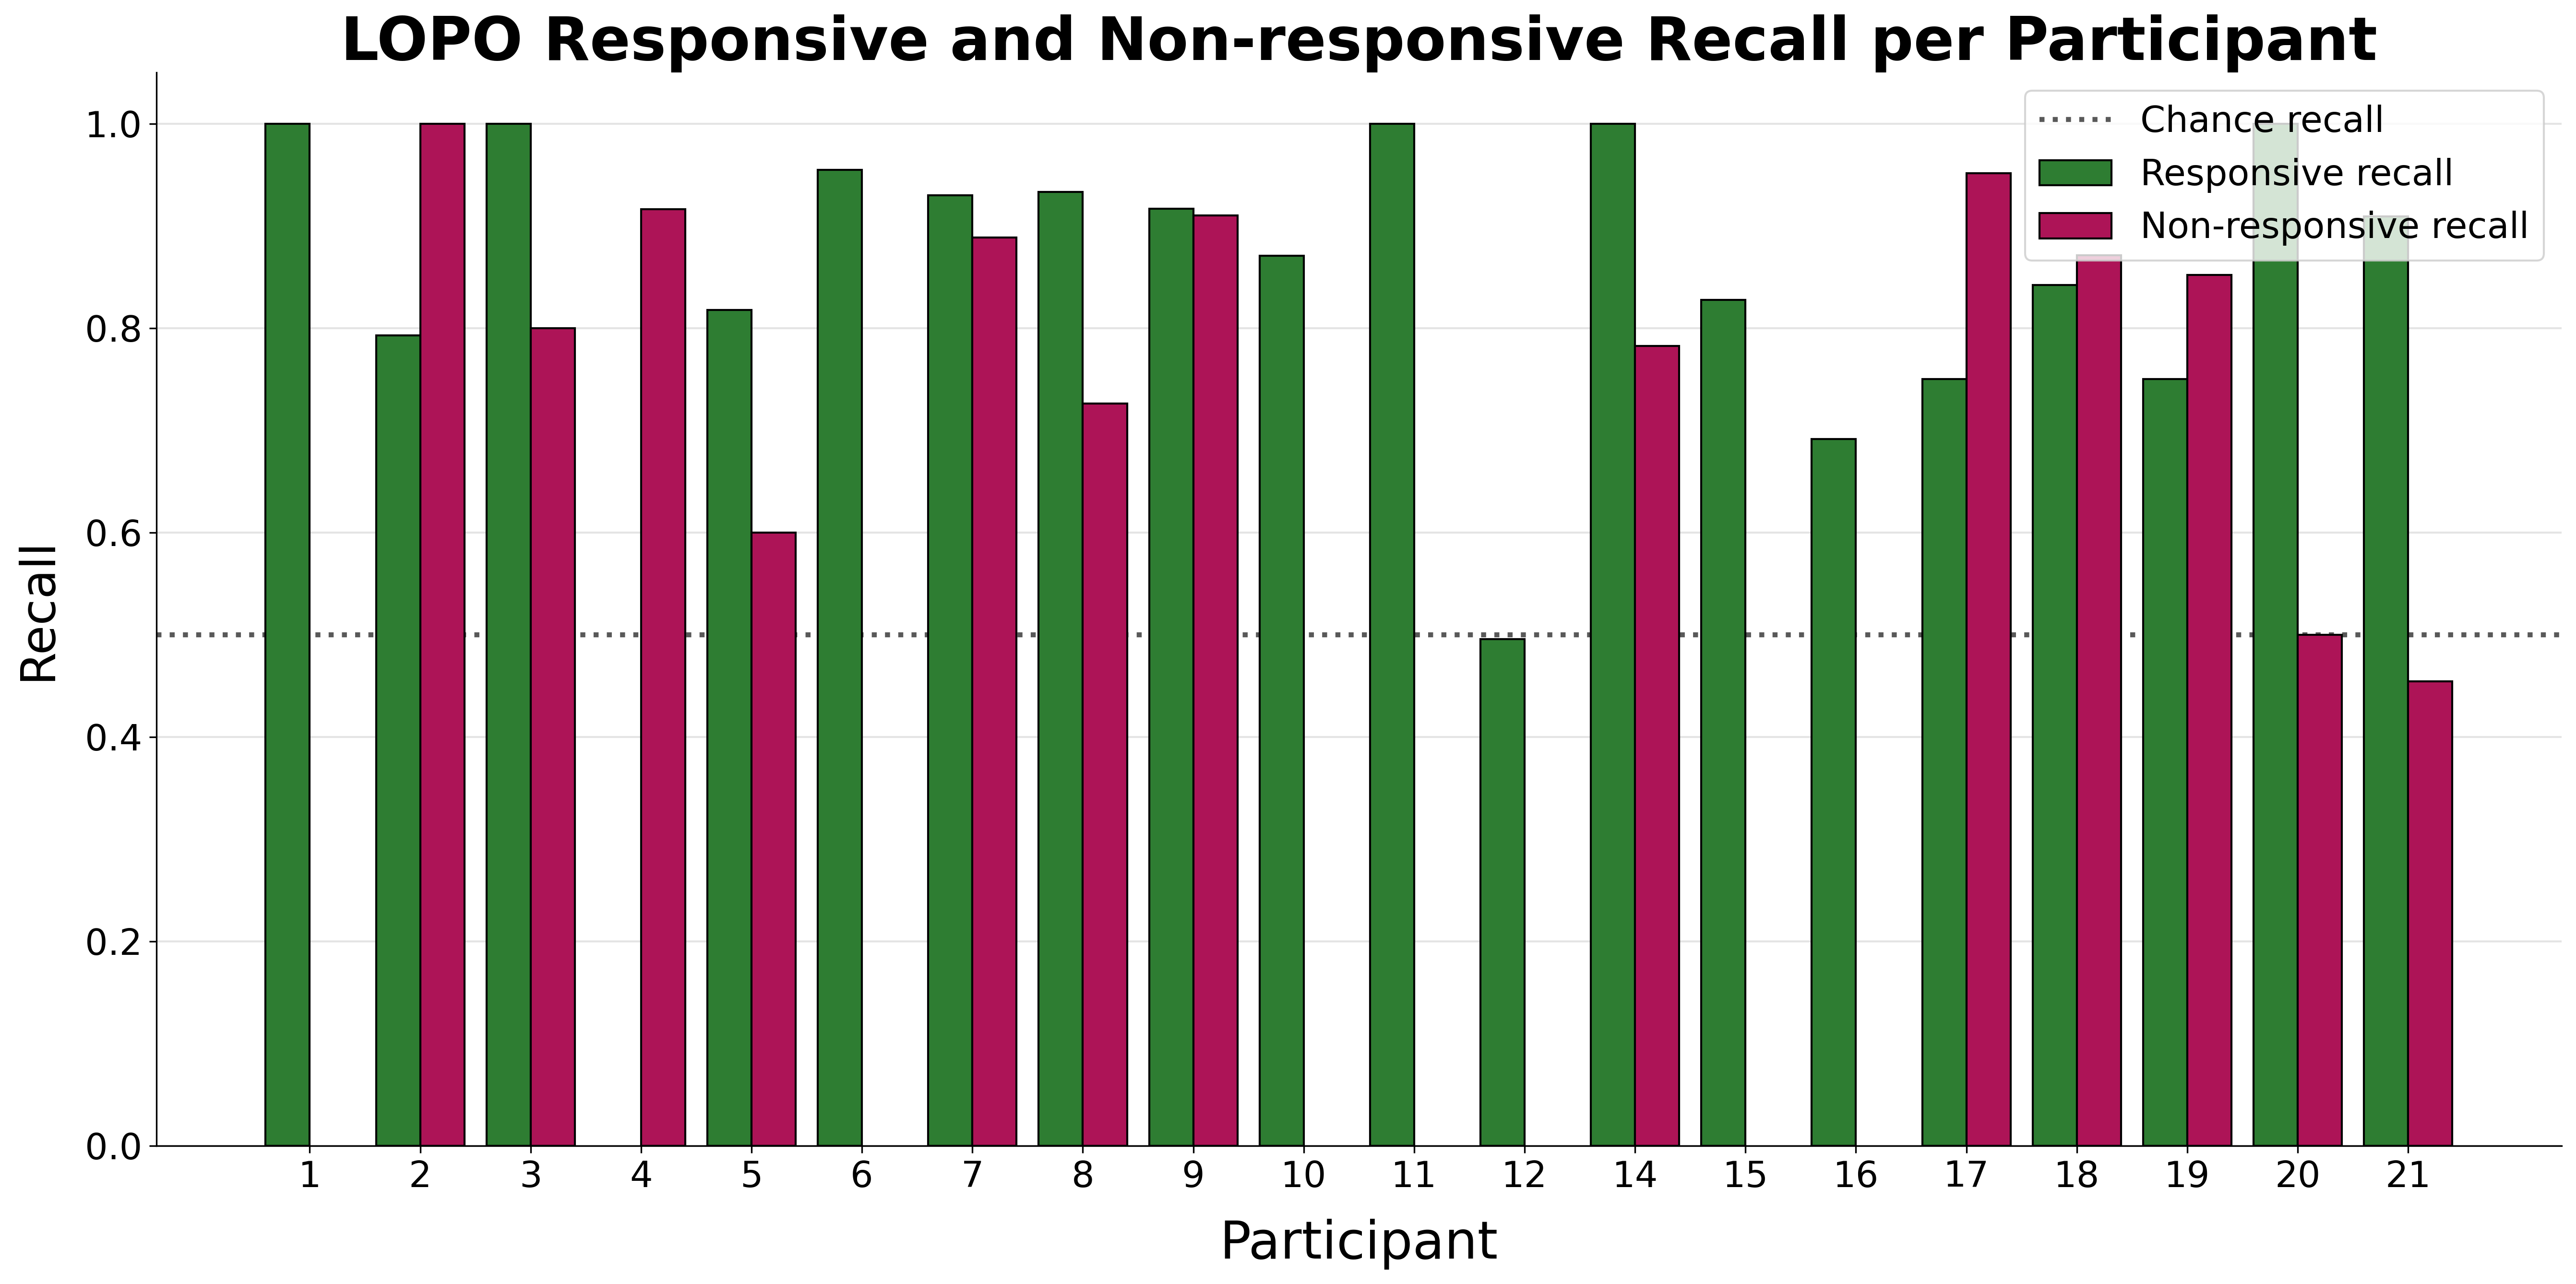 LOPO Responsive and Non-responsive Recall per Participant
Chance recall
Responsive recall
Non-responsive recall
1.0
0.8
0.6
0.4
0.2
0.0
Recall
1 2 3 4 5 6 7 8 9 10 11 12 14 15 16 17 18 19 20 21
Participant